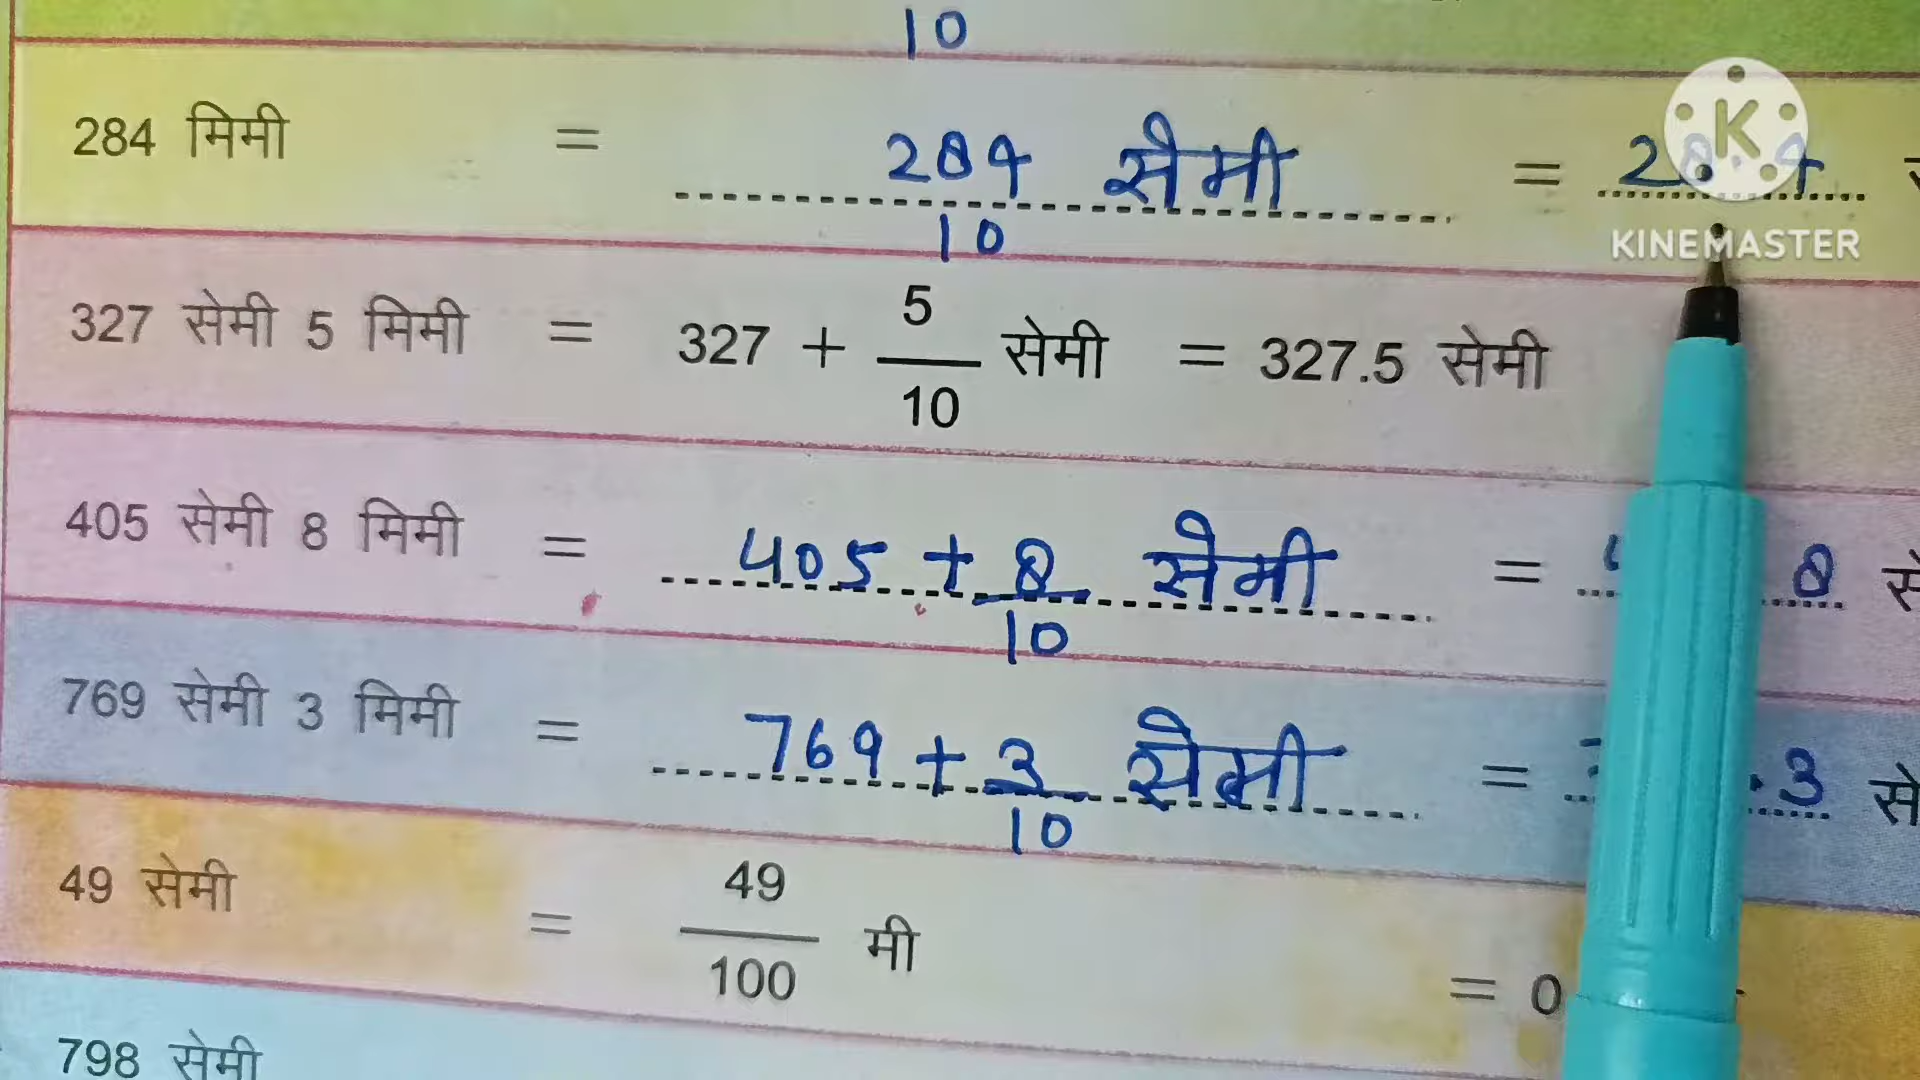 10
284 मिमी = 284 सेमी = 28.4
10
KINEMASTER
5
327 सेमी 5 मिमी = 327 + सेमी = 327.5 सेमी
10
405 सेमी 8 मिमी = 405 + 8 सेमी = 8
10
769 सेमी 3 मिमी = 769 + 3 सेमी = .3
10
49
49 सेमी = मी = 0
100
798 सेमी